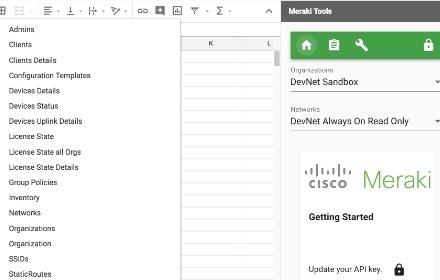 Meraki Tools
K
L
Admins
Clients
Clients Details
Configuration Templates
Devices Details
Devices Status
Devices Uplink Details
License State
License State all Orgs
License State Details
Group Policies
Inventory
Networks
Organizations
Organization
SSIDs
StaticRoutes
Organizations
DevNet Sandbox
Networks
DevNet Always On Read Only
CISCO Meraki
Getting Started
Update your API key.